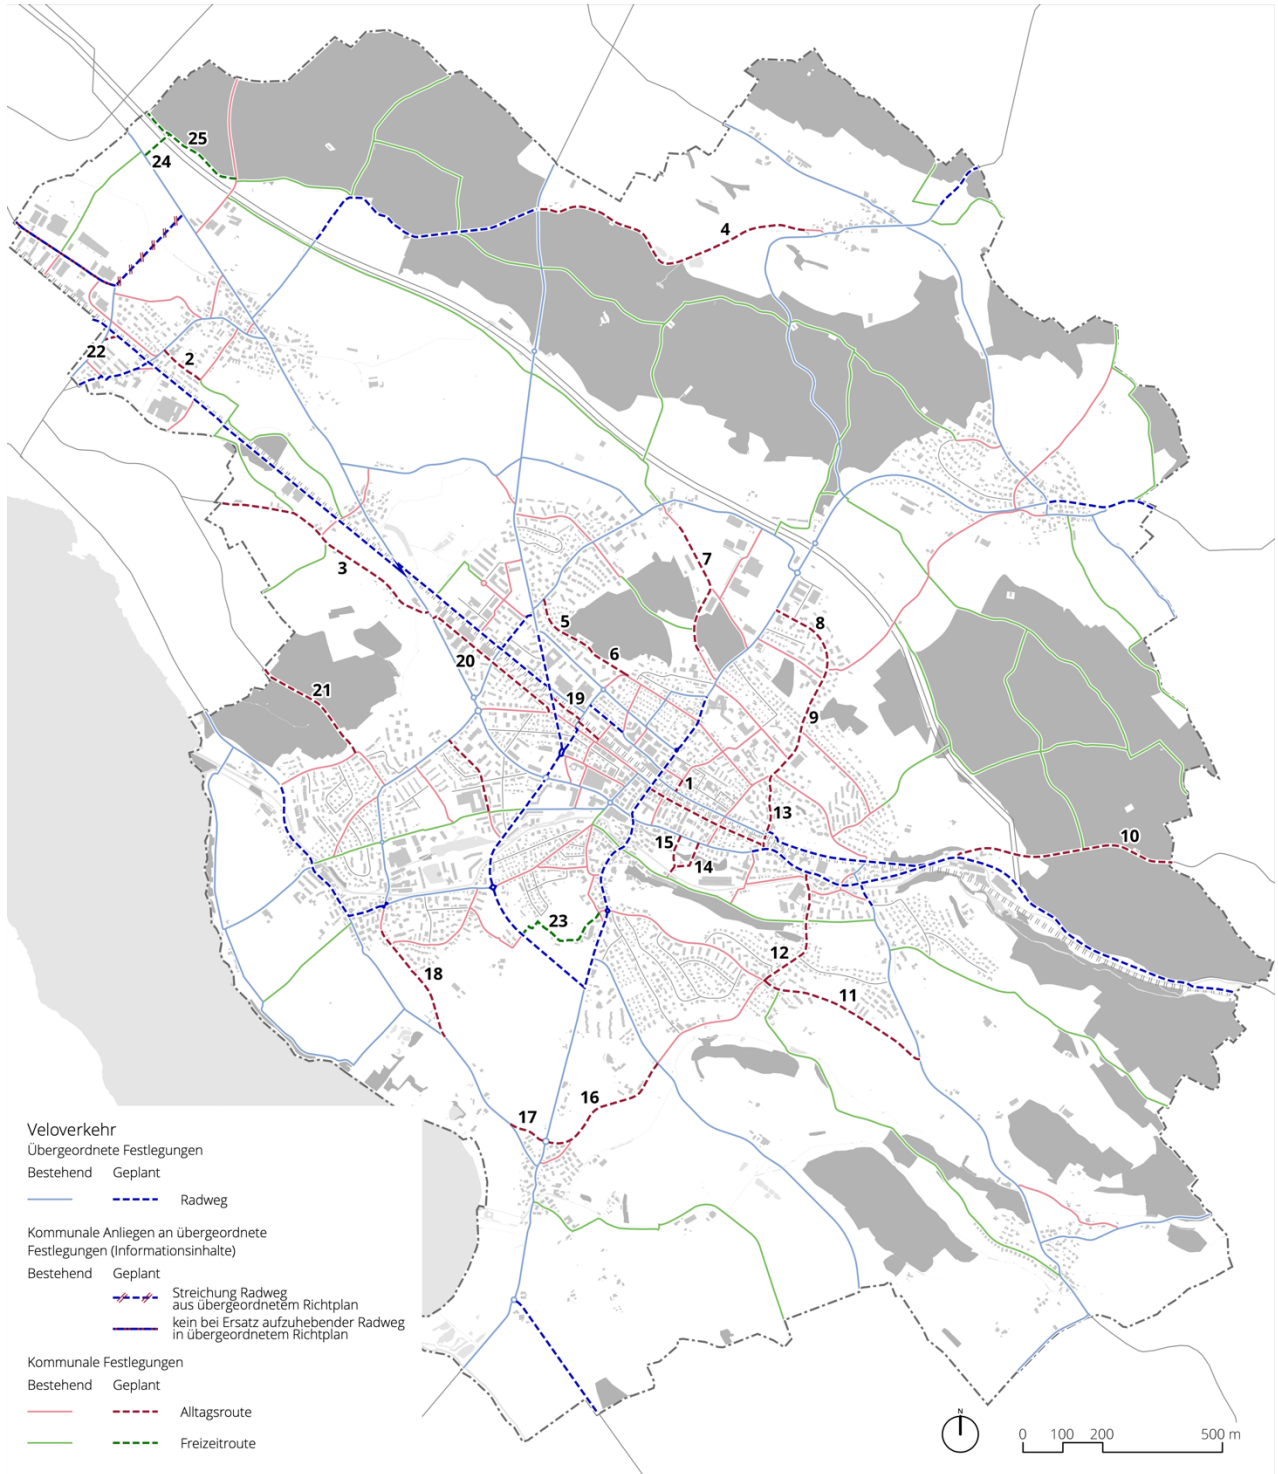 25
24
4
22
2
3
7
5
8
6
20
21
19
9
1
13
10
15
14
23
12
18
11
16
17
Veloverkehr
Übergeordnete Festlegungen
Bestehend Geplant
Radweg
Kommunale Anliegen an übergeordnete
Festlegungen (Informationsinhalte)
Bestehend Geplant
Streichung Radweg
aus übergeordnetem Richtplan
kein bei Ersatz aufzuhebender Radweg
in übergeordnetem Richtplan
Kommunale Festlegungen
Bestehend Geplant
Alltagsroute
Freizeitroute
N
0 100 200 500 m